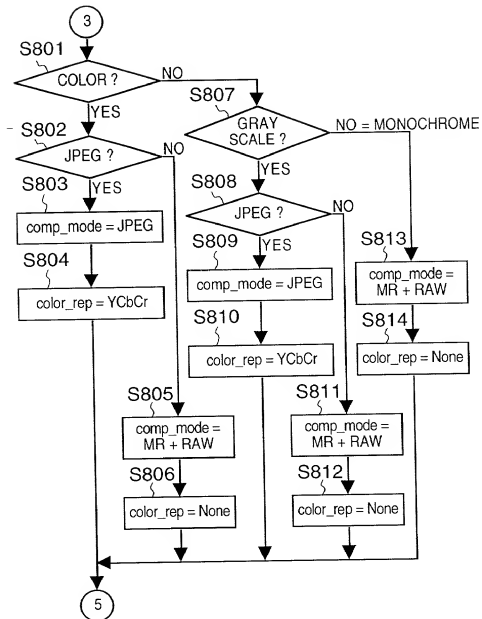 3
S801
COLOR ?
NO
YES
S802
JPEG ?
NO
YES
S803
comp_mode = JPEG
S804
color_rep = YCbCr
S805
comp_mode =
MR + RAW
S806
color_rep = None
S807
GRAY
SCALE ?
NO = MONOCHROME
YES
S808
JPEG ?
NO
YES
S809
comp_mode = JPEG
S810
color_rep = YCbCr
S811
comp_mode =
MR + RAW
S812
color_rep = None
S813
comp_mode =
MR + RAW
S814
color_rep = None
5